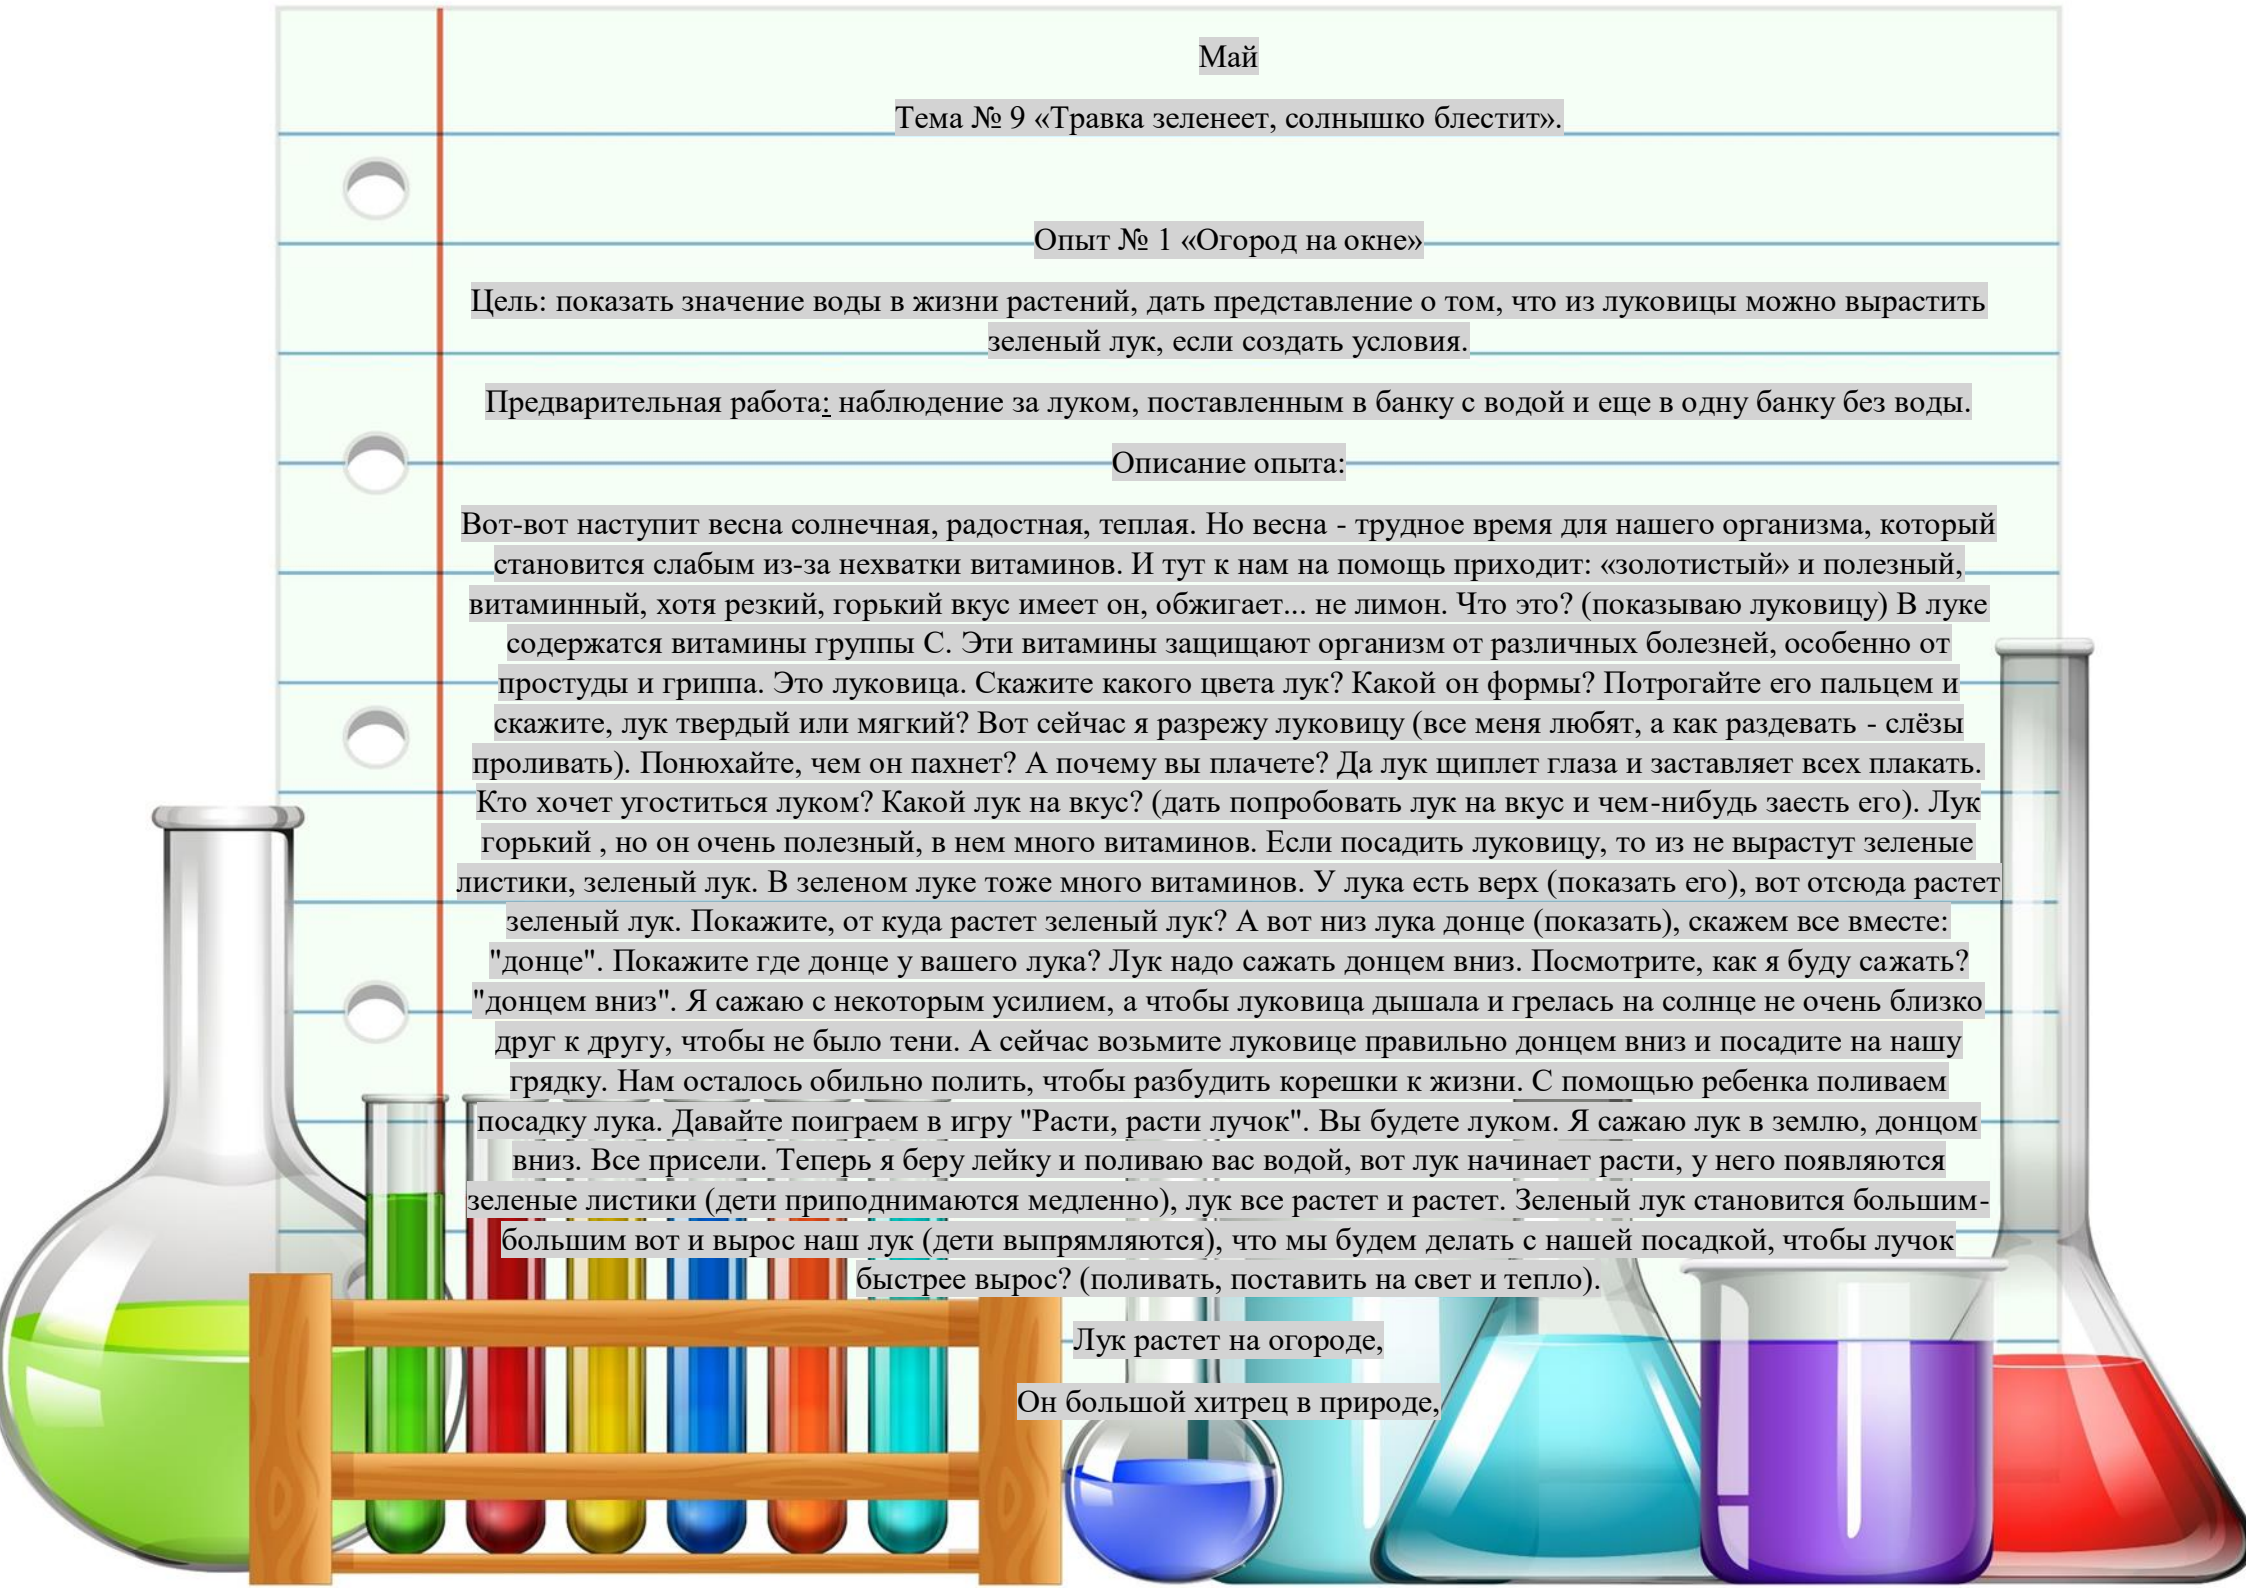 Май
Тема № 9 «Травка зеленеет, солнышко блестит».
Опыт № 1 «Огород на окне»
Цель: показать значение воды в жизни растений, дать представление о том, что из луковицы можно вырастить
зеленый лук, если создать условия.
Предварительная работа: наблюдение за луком, поставленным в банку с водой и еще в одну банку без воды.
Описание опыта:
Вот-вот наступит весна солнечная, радостная, теплая. Но весна - трудное время для нашего организма, который
становится слабым из-за нехватки витаминов. И тут к нам на помощь приходит: «золотистый» и полезный,
витаминный, хотя резкий, горький вкус имеет он, обжигает... не лимон. Что это? (показываю луковицу) В луке
содержатся витамины группы С. Эти витамины защищают организм от различных болезней, особенно от
простуды и гриппа. Это луковица. Скажите какого цвета лук? Какой он формы? Потрогайте его пальцем и
скажите, лук твердый или мягкий? Вот сейчас я разрежу луковицу (все меня любят, а как раздевать - слёзы
проливать). Понюхайте, чем он пахнет? А почему вы плачете? Да лук щиплет глаза и заставляет всех плакать.
Кто хочет угоститься луком? Какой лук на вкус? (дать попробовать лук на вкус и чем-нибудь заесть его). Лук
горький , но он очень полезный, в нем много витаминов. Если посадить луковицу, то из не вырастут зеленые
листики, зеленый лук. В зеленом луке тоже много витаминов. У лука есть верх (показать его), вот отсюда растет
зеленый лук. Покажите, от куда растет зеленый лук? А вот низ лука донце (показать), скажем все вместе:
"донце". Покажите где донце у вашего лука? Лук надо сажать донцем вниз. Посмотрите, как я буду сажать?
"донцем вниз". Я сажаю с некоторым усилием, а чтобы луковица дышала и грелась на солнце не очень близко
друг к другу, чтобы не было тени. А сейчас возьмите луковице правильно донцем вниз и посадите на нашу
грядку. Нам осталось обильно полить, чтобы разбудить корешки к жизни. С помощью ребенка поливаем
посадку лука. Давайте поиграем в игру "Расти, расти лучок". Вы будете луком. Я сажаю лук в землю, донцом
вниз. Все присели. Теперь я беру лейку и поливаю вас водой, вот лук начинает расти, у него появляются
зеленые листики (дети приподнимаются медленно), лук все растет и растет. Зеленый лук становится большим-
большим вот и вырос наш лук (дети выпрямляются), что мы будем делать с нашей посадкой, чтобы лучок
быстрее вырос? (поливать, поставить на свет и тепло).
Лук растет на огороде,
Он большой хитрец в природе,